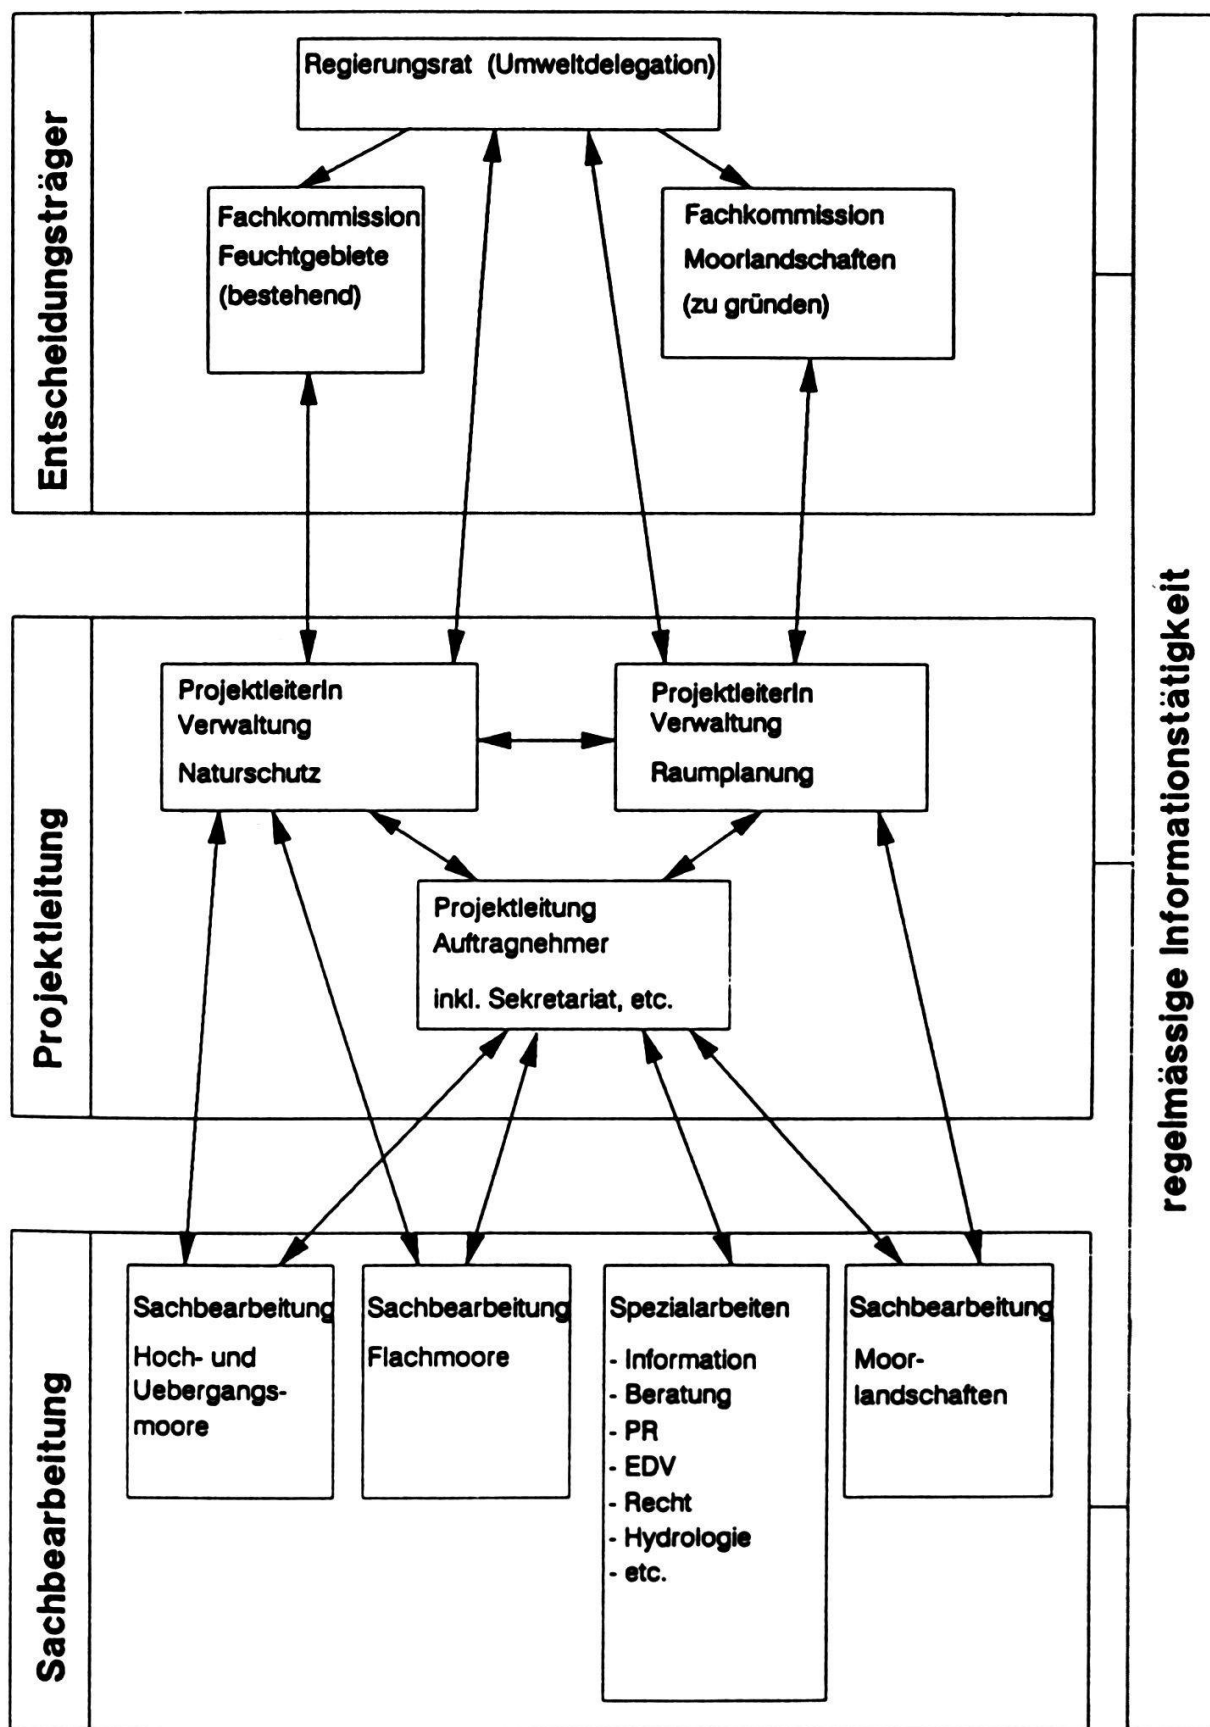 Entscheidungsträger
Regierungsrat (Umweltdelegation)
Fachkommission
Feuchtgebiete
(bestehend)
Fachkommission
Moorlandschaften
(zu gründen)
Projektleitung
ProjektleiterIn
Verwaltung
Naturschutz
ProjektleiterIn
Verwaltung
Raumplanung
Projektleitung
Auftragnehmer
inkl. Sekretariat, etc.
Sachbearbeitung
Sachbearbeitung
Hoch- und
Uebergangs-
moore
Sachbearbeitung
Flachmoore
Spezialarbeiten
- Information
- Beratung
- PR
- EDV
- Recht
- Hydrologie
- etc.
Sachbearbeitung
Moor-
landschaften
regelmässige Informationstätigkeit